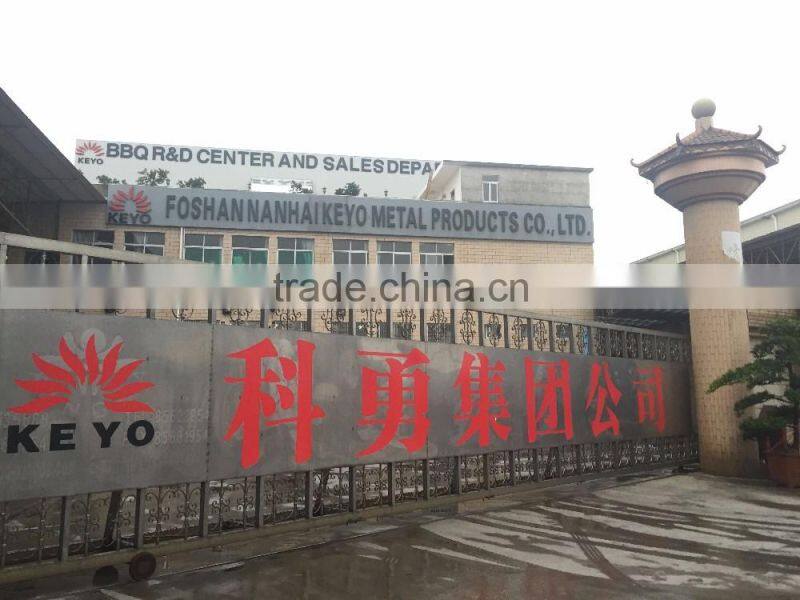 BBQ R&D CENTER AND SALES DEPA
KEYO
FOSHAN NANHAI KEYO METAL PRODUCTS CO., LTD.
KEYO
trade.china.cn
科勇集团公司
KEYO